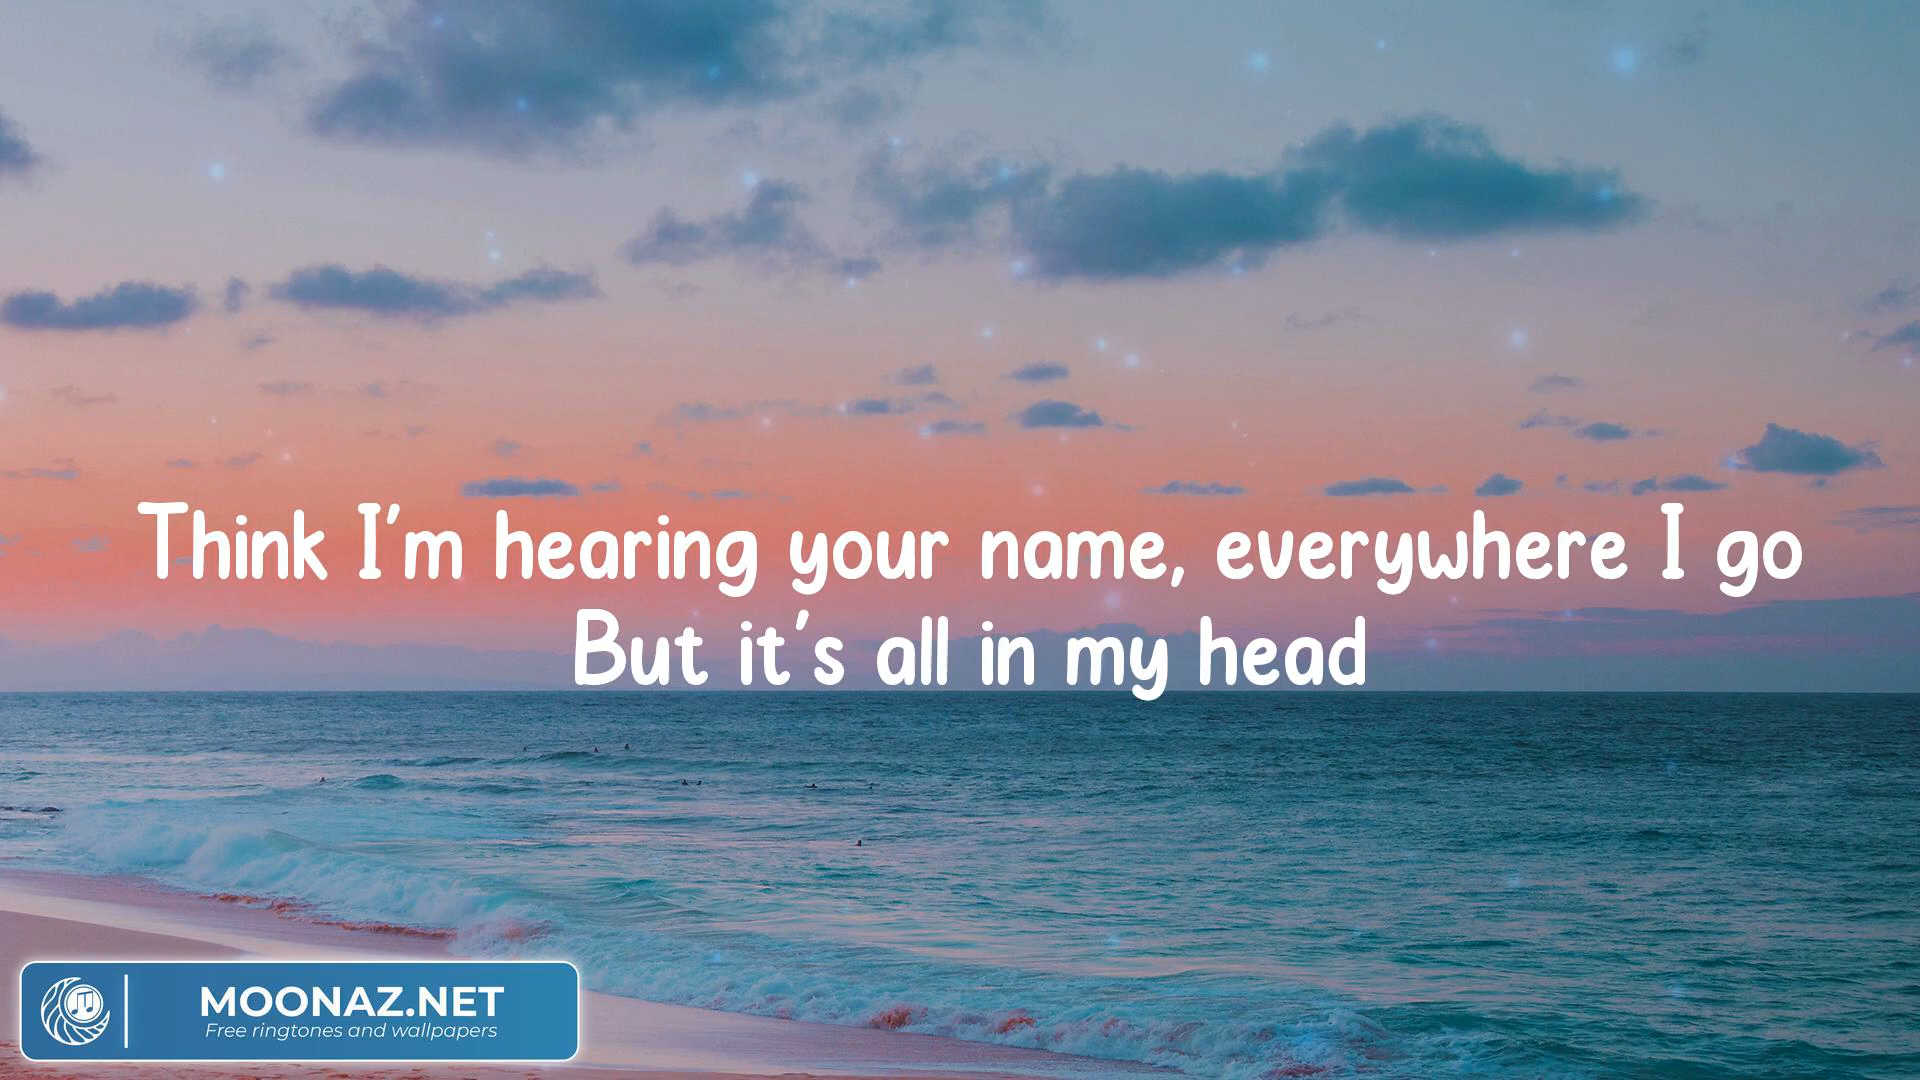 Think I'm hearing your name, everywhere I go
But it's all in my head
MOONAZ.NET
Free ringtones and wallpapers